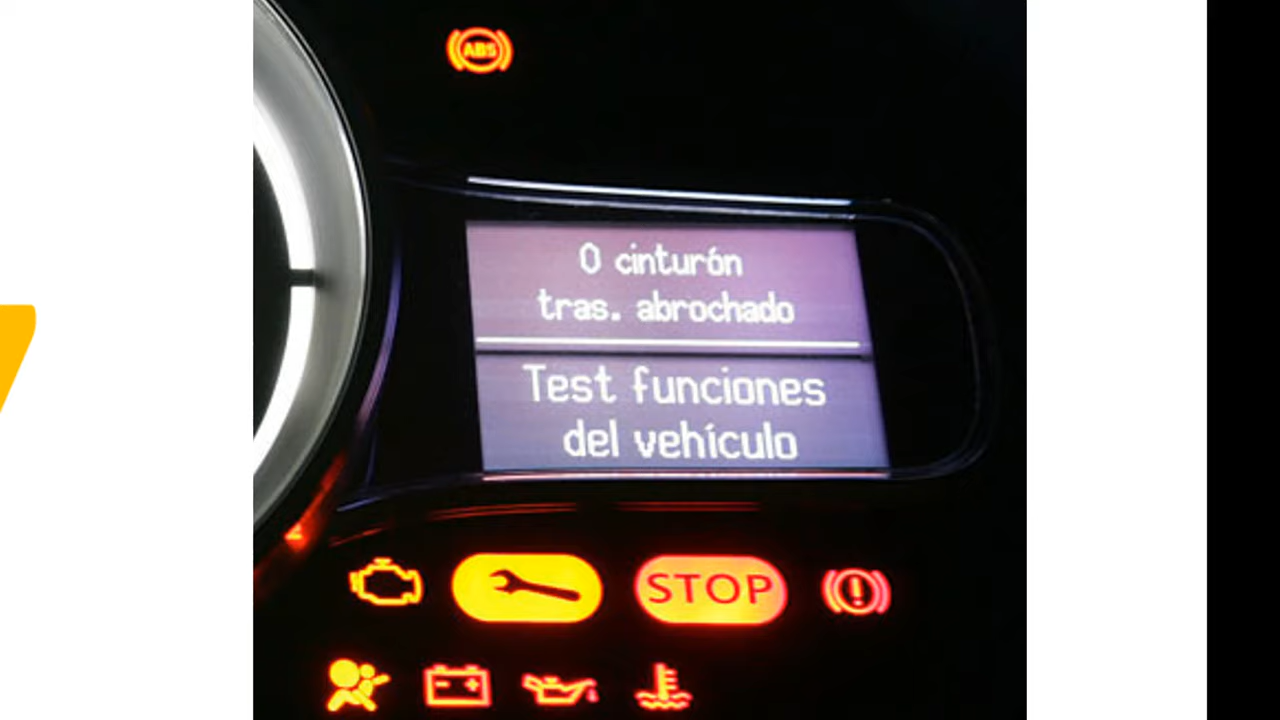 ABS
0 cinturón
tras. abrochado
Test funciones
del vehículo
STOP